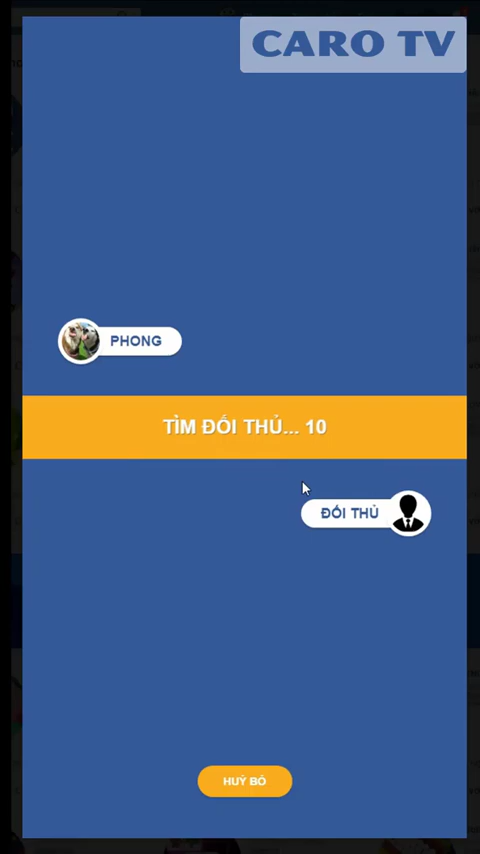 CARO TV
PHONG
TÌM ĐỐI THỦ... 10
ĐỐI THỦ
HUỶ BỎ